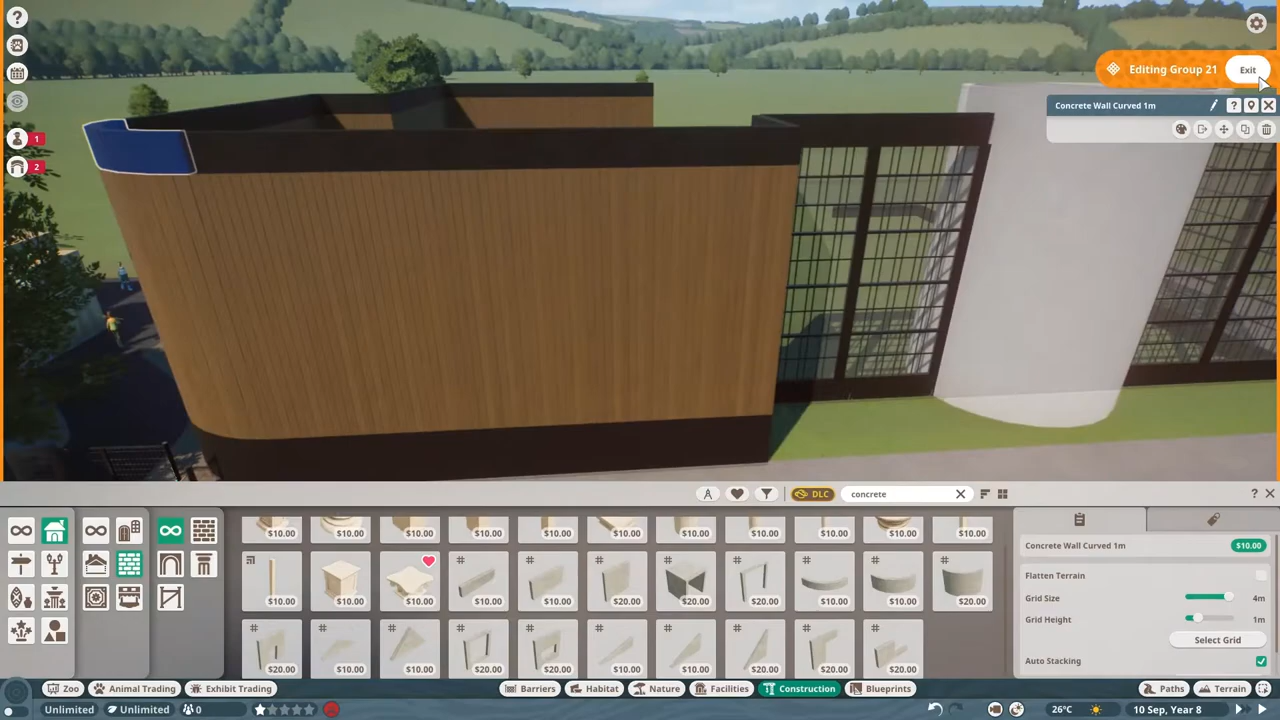 ?
Editing Group 21
Exit
Concrete Wall Curved 1m
?
1
2
DLC
concrete
?
$10.00 $10.00 $10.00 $10.00 $10.00 $10.00 $10.00 $10.00 $10.00 $10.00 $10.00
$10.00 $10.00 $10.00 $10.00 $10.00 $20.00 $20.00 $20.00 $10.00 $10.00 $20.00
$20.00 $10.00 $10.00 $20.00 $20.00 $10.00 $10.00 $20.00 $20.00 $20.00
Concrete Wall Curved 1m
$10.00
Flatten Terrain
Grid Size
4m
Grid Height
1m
Select Grid
Auto Stacking
Zoo
Animal Trading
Exhibit Trading
Barriers
Habitat
Nature
Facilities
Construction
Blueprints
Paths
Terrain
Unlimited
Unlimited
0
26°C
10 Sep, Year 8